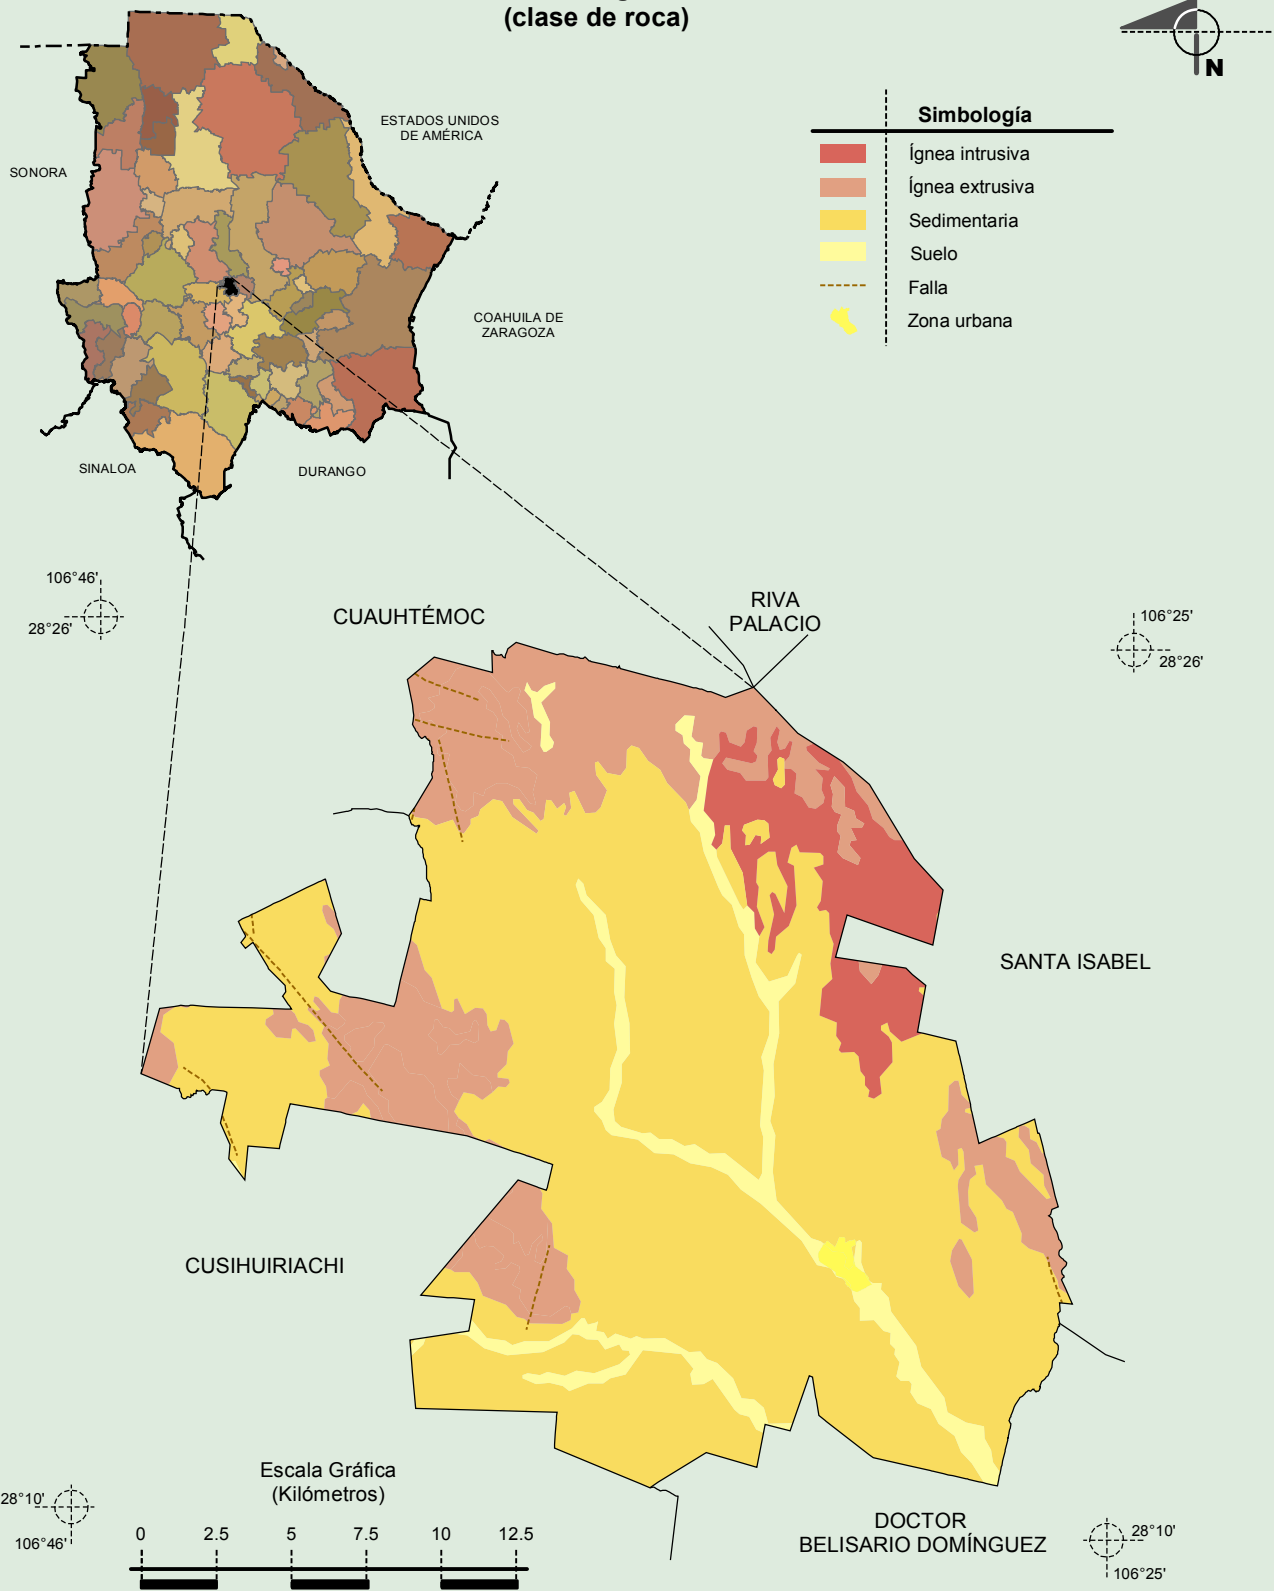 (clase de roca)
N
ESTADOS UNIDOS
DE AMÉRICA
SONORA
COAHUILA DE
ZARAGOZA
SINALOA
DURANGO
Simbología
Ígnea intrusiva
Ígnea extrusiva
Sedimentaria
Suelo
Falla
Zona urbana
106°46'
28°26'
CUAUHTÉMOC
RIVA
PALACIO
106°25'
28°26'
SANTA ISABEL
CUSIHUIRIACHI
DOCTOR
BELISARIO DOMÍNGUEZ
28°10'
106°46'
28°10'
106°25'
Escala Gráfica
(Kilómetros)
0 2.5 5 7.5 10 12.5